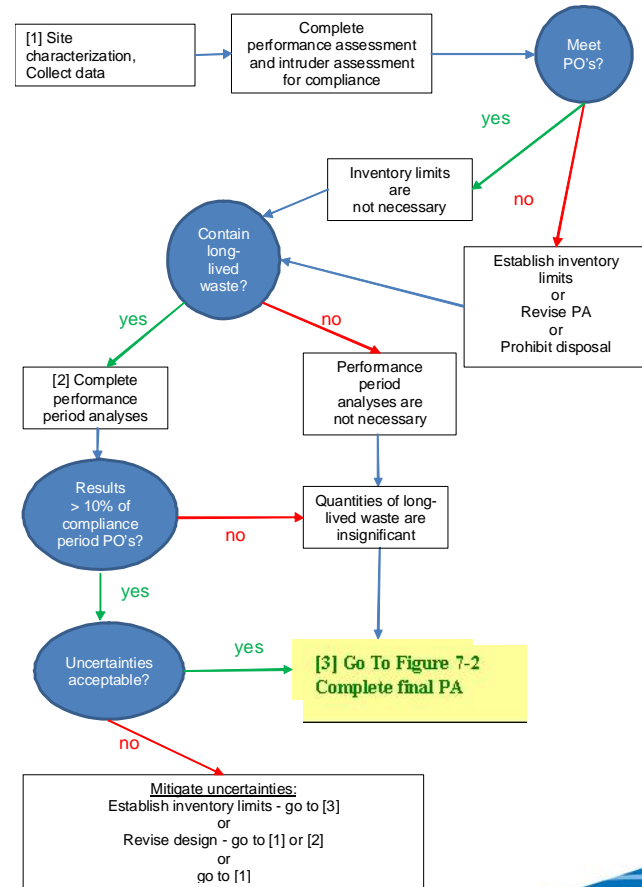 [1] Site
characterization,
Collect data
Complete
performance assessment
and intruder assessment
for compliance
Meet
PO's?
yes
no
Inventory limits
are
not necessary
Contain
long-
lived
waste?
Establish inventory
limits
or
Revise PA
or
Prohibit disposal
yes
no
[2] Complete
performance
period analyses
Performance
period
analyses are
not necessary
Results
> 10% of
compliance
period PO's?
no
Quantities of long-
lived waste are
insignificant
yes
Uncertainties
acceptable?
yes
[3] Go To Figure 7-2
Complete final PA
no
Mitigate uncertainties:
Establish inventory limits - go to [3]
or
Revise design - go to [1] or [2]
or
go to [1]